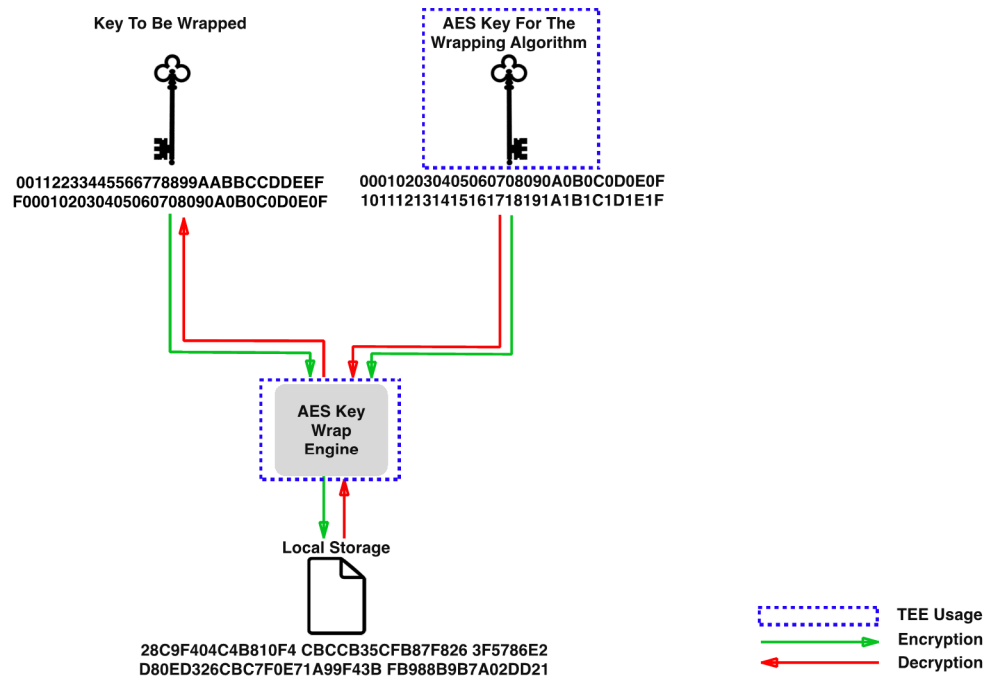 Key To Be Wrapped
AES Key For The
Wrapping Algorithm
00112233445566778899AABBCCDDEEF
F000102030405060708090A0B0C0D0E0F
000102030405060708090A0B0C0D0E0F
101112131415161718191A1B1C1D1E1F
AES Key
Wrap
Engine
Local Storage
28C9F404C4B810F4 CBCCB35CFB87F826 3F5786E2
D80ED326CBC7F0E71A99F43B FB988B9B7A02DD21
TEE Usage
Encryption
Decryption